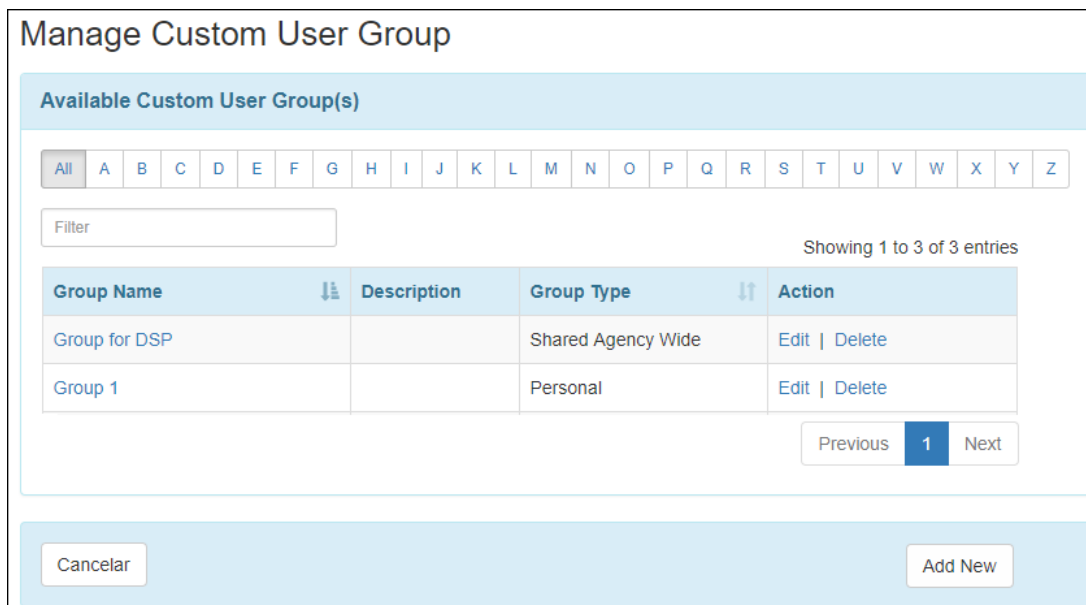 Manage Custom User Group
Available Custom User Group(s)
All A B C D E F G H I J K L M N O P Q R S T U V W X Y Z
Filter
Showing 1 to 3 of 3 entries
Group Name Description Group Type Action
Group for DSP Shared Agency Wide Edit | Delete
Group 1 Personal Edit | Delete
Previous 1 Next
Cancelar Add New